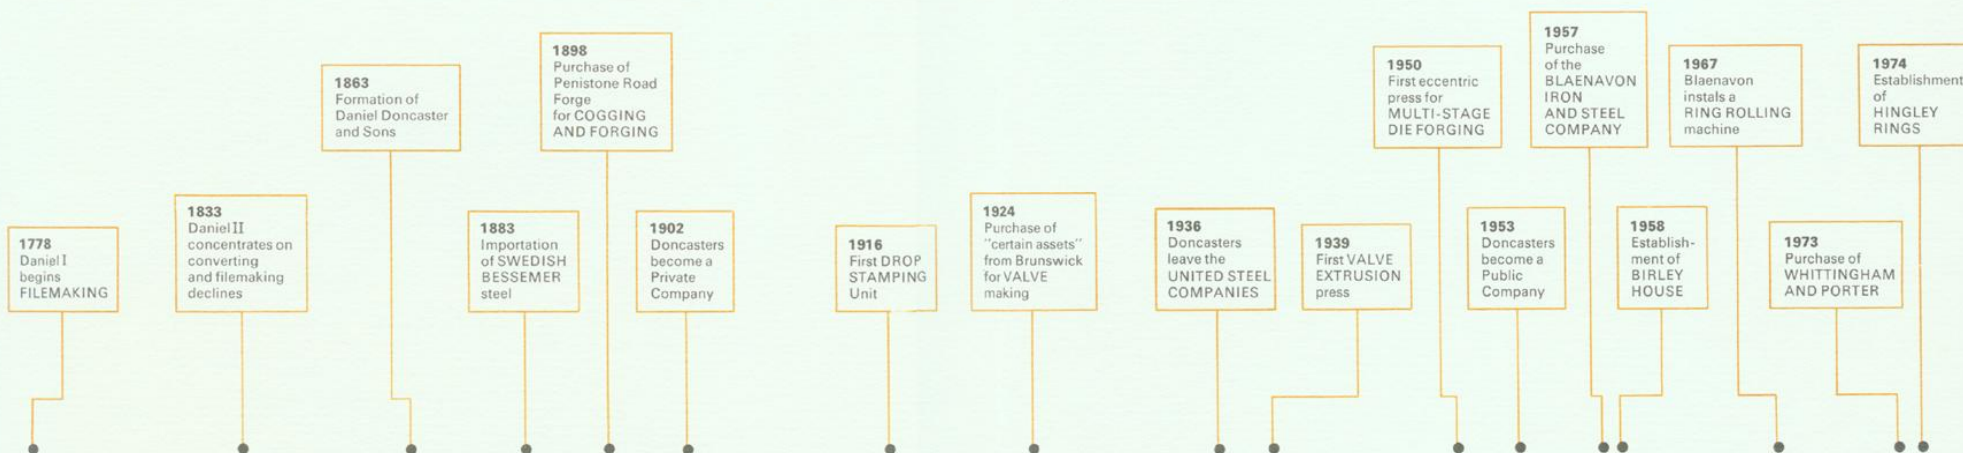 1778
Daniel I
begins
FILEMAKING
1833
Daniel II
concentrates on
converting
and filemaking
declines
1863
Formation of
Daniel Doncaster
and Sons
1883
Importation
of SWEDISH
BESSEMER
steel
1898
Purchase of
Penistone Road
Forge
for COGGING
AND FORGING
1902
Doncasters
become a
Private
Company
1916
First DROP
STAMPING
Unit
1924
Purchase of
"certain assets"
from Brunswick
for VALVE
making
1936
Doncasters
leave the
UNITED STEEL
COMPANIES
1939
First VALVE
EXTRUSION
press
1950
First eccentric
press for
MULTI-STAGE
DIE FORGING
1953
Doncasters
become a
Public
Company
1957
Purchase
of the
BLAENAVON
IRON
AND STEEL
COMPANY
1958
Establish-
ment of
BIRLEY
HOUSE
1967
Blaenavon
instals a
RING ROLLING
machine
1973
Purchase of
WHITTINGHAM
AND PORTER
1974
Establishment
of
HINGLEY
RINGS